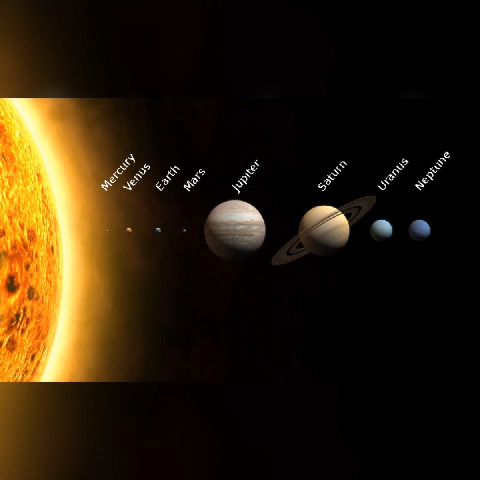 Mercury
Venus
Earth
Mars
Jupiter
Saturn
Uranus
Neptune